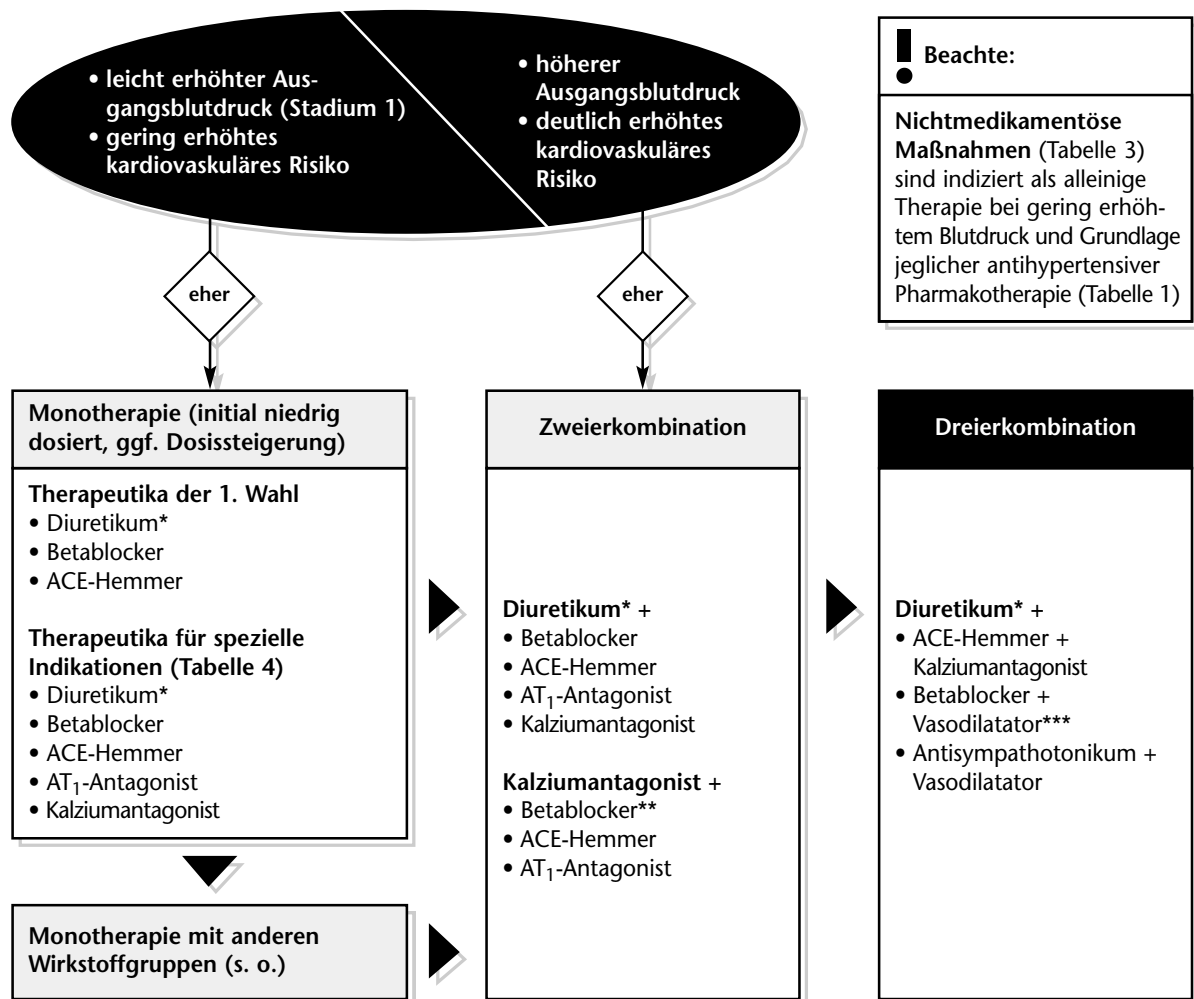 • leicht erhöhter Aus-
gangsblutdruck (Stadium 1)
• gering erhöhtes
kardiovaskuläres Risiko
• höherer
Ausgangsblutdruck
• deutlich erhöhtes
kardiovaskuläres
Risiko
! Beachte:
Nichtmedikamentöse
Maßnahmen (Tabelle 3)
sind indiziert als alleinige
Therapie bei gering erhöh-
tem Blutdruck und Grundlage
jeglicher antihypertensiver
Pharmakotherapie (Tabelle 1)
eher
eher
Monotherapie (initial niedrig
dosiert, ggf. Dosissteigerung)
Therapeutika der 1. Wahl
• Diuretikum*
• Betablocker
• ACE-Hemmer
Therapeutika für spezielle
Indikationen (Tabelle 4)
• Diuretikum*
• Betablocker
• ACE-Hemmer
• AT1-Antagonist
• Kalziumantagonist
Monotherapie mit anderen
Wirkstoffgruppen (s. o.)
Zweierkombination
Diuretikum* +
• Betablocker
• ACE-Hemmer
• AT1-Antagonist
• Kalziumantagonist
Kalziumantagonist +
• Betablocker**
• ACE-Hemmer
• AT1-Antagonist
Dreierkombination
Diuretikum* +
• ACE-Hemmer +
Kalziumantagonist
• Betablocker +
Vasodilatator***
• Antisympathotonikum +
Vasodilatator